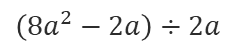 (8a² − 2a) ÷ 2a